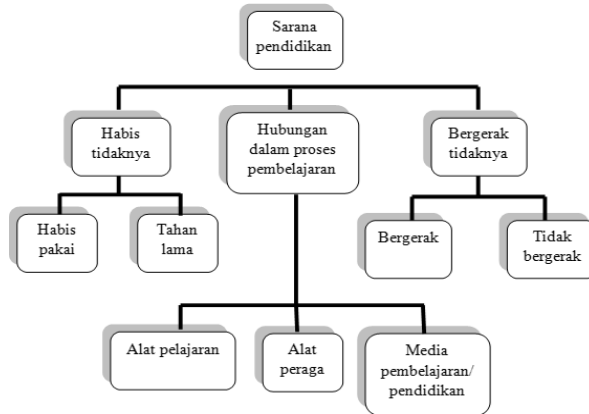 Sarana
pendidikan
Habis
tidaknya
Hubungan
dalam proses
pembelajaran
Bergerak
tidaknya
Habis
pakai
Tahan
lama
Bergerak
Tidak
bergerak
Alat pelajaran
Alat
peraga
Media
pembelajaran/
pendidikan